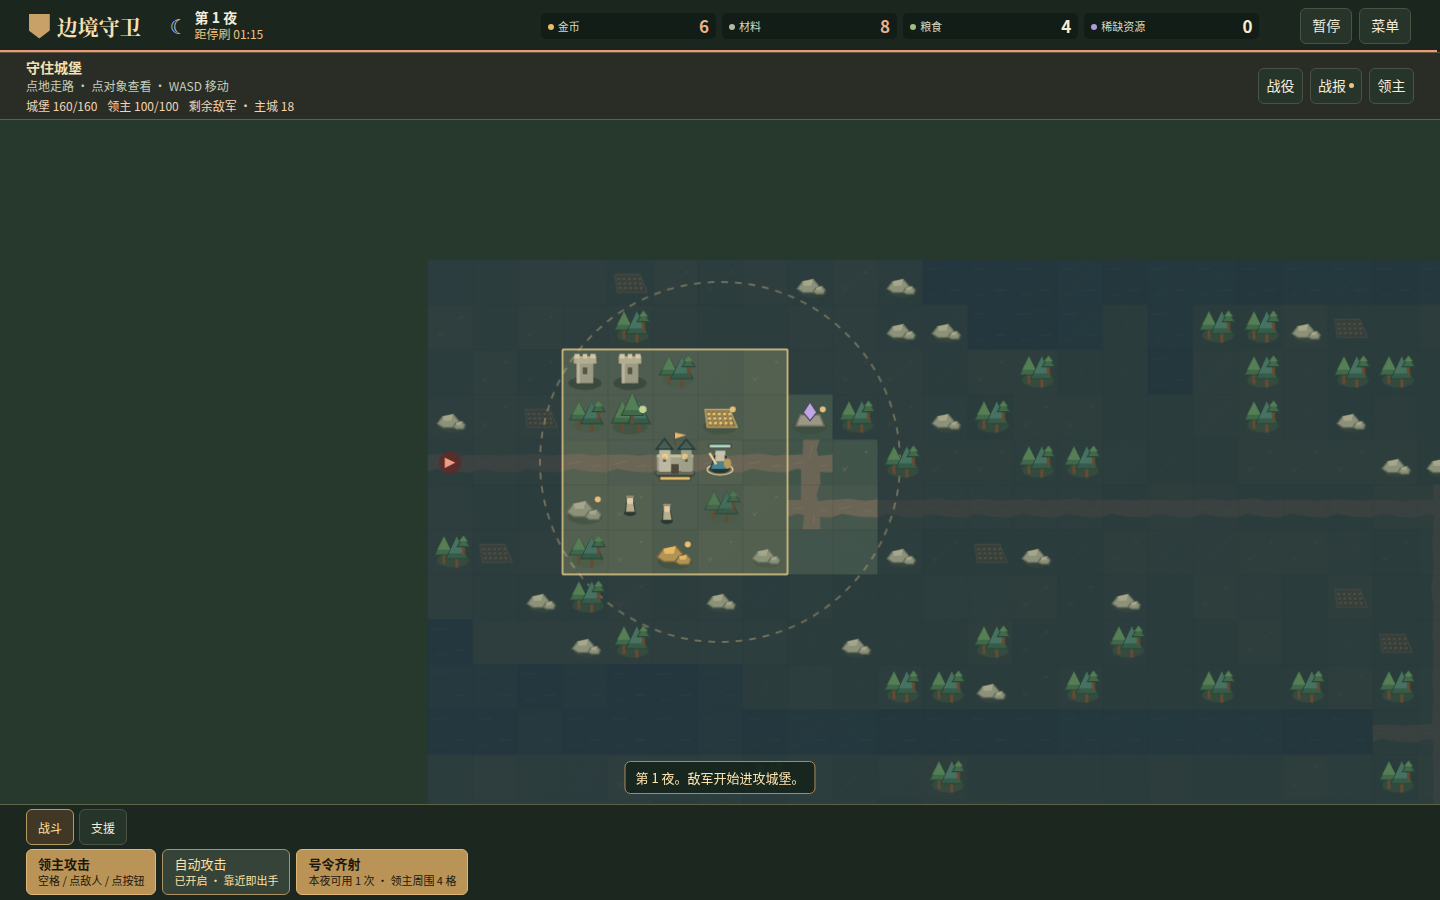 边境守卫
第 1 夜
距停刷 01:15
金币 6
材料 8
粮食 4
稀缺资源 0
暂停
菜单
守住城堡
点地走路 · 点对象查看 · WASD 移动
城堡 160/160 领主 100/100 剩余敌军 · 主城 18
战役
战报
领主
第 1 夜。敌军开始进攻城堡。
战斗
支援
领主攻击
空格 / 点敌人 / 点按钮
自动攻击
已开启 · 靠近即出手
号令齐射
本夜可用 1 次 · 领主周围 4 格